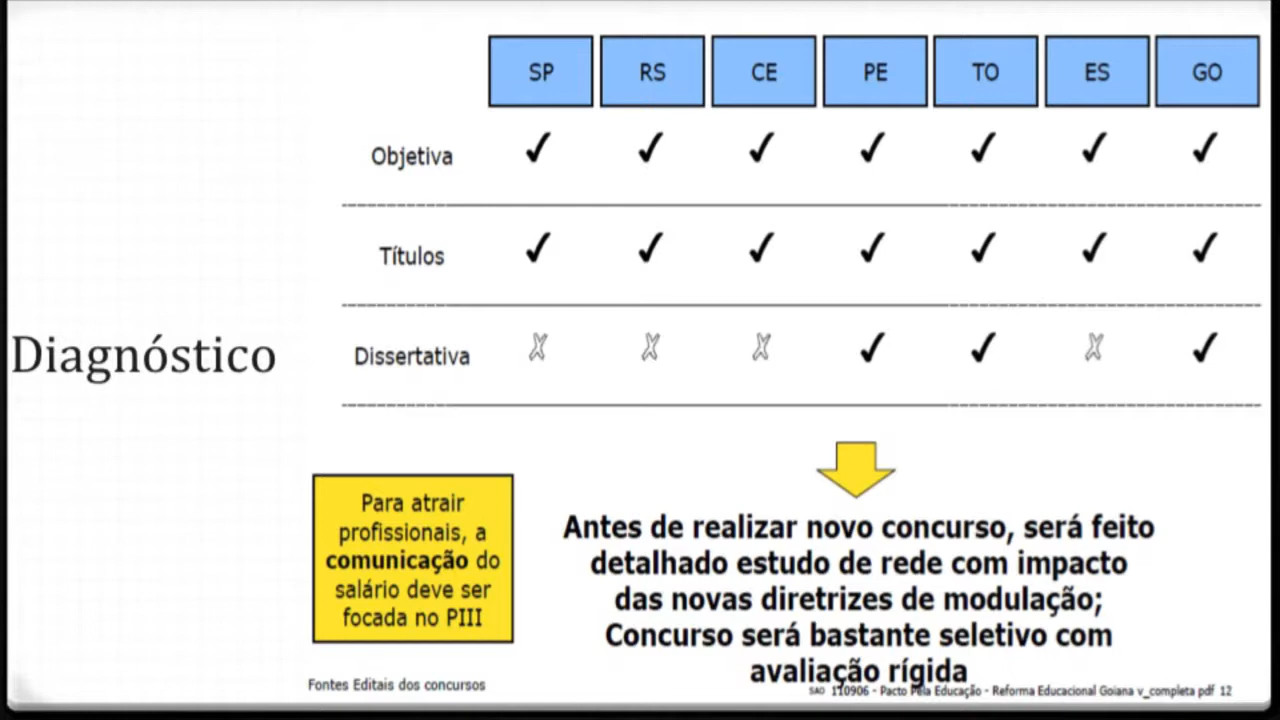 SP RS CE PE TO ES GO
Objetiva ✓ ✓ ✓ ✓ ✓ ✓ ✓
Títulos ✓ ✓ ✓ ✓ ✓ ✓ ✓
Diagnóstico
Dissertativa X X X ✓ ✓ X ✓
Para atrair
profissionais, a
comunicação do
salário deve ser
focada no PIII
Antes de realizar novo concurso, será feito
detalhado estudo de rede com impacto
das novas diretrizes de modulação;
Concurso será bastante seletivo com
avaliação rígida
Fontes Editais dos concursos
SAO 110906 - Pacto Pela Educação - Reforma Educacional Goiana v_completa pdf 12